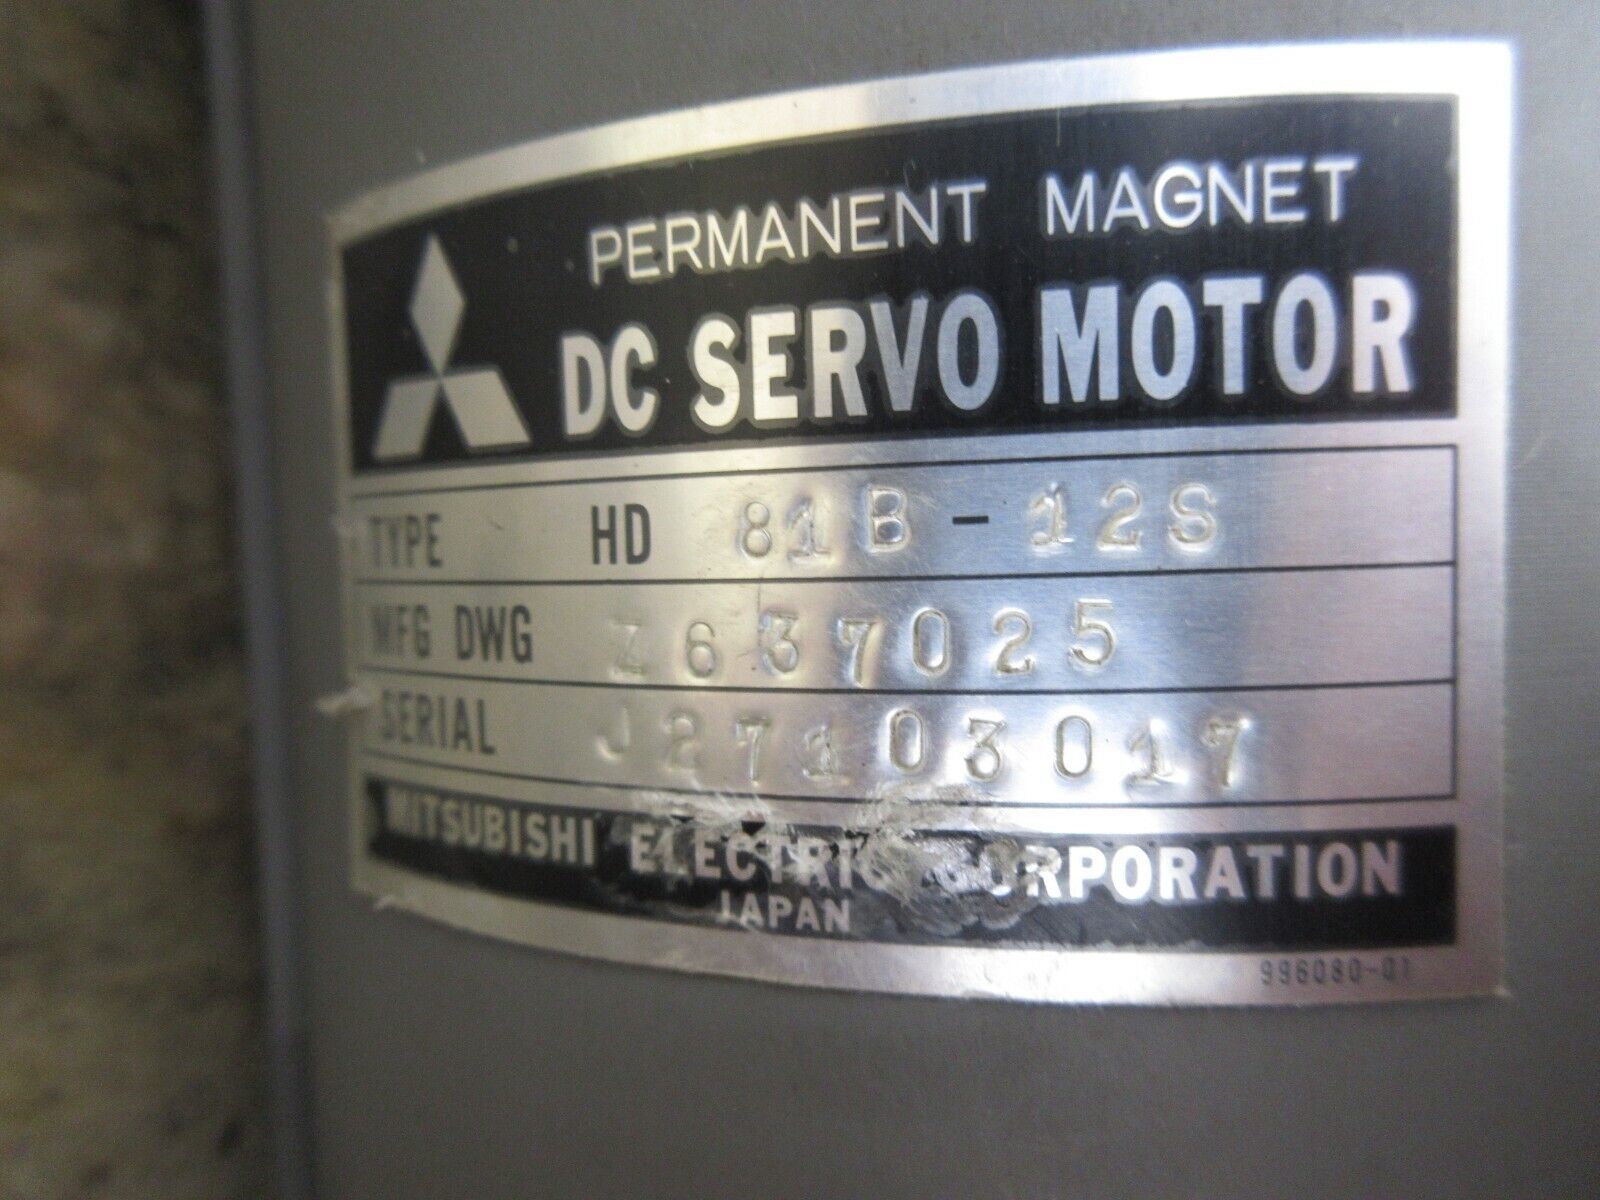 PERMANENT MAGNET
DC SERVO MOTOR
TYPE HD 81B-12S
MFG DWG Z637025
SERIAL J27103017
MITSUBISHI ELECTRIC CORPORATION
JAPAN
996080-01